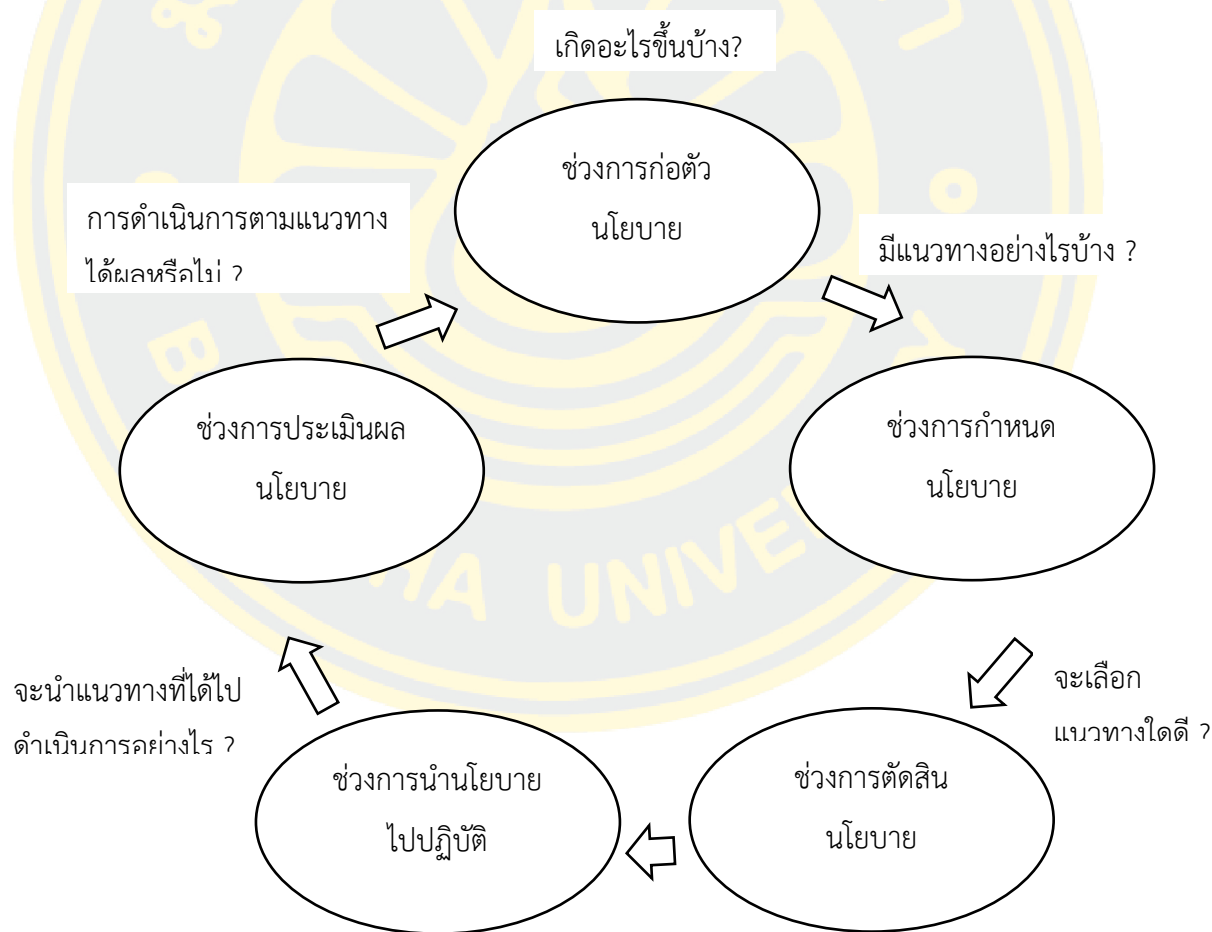 เกิดอะไรขึ้นบ้าง?
ช่วงการก่อตัว
นโยบาย
มีแนวทางอย่างไรบ้าง ?
ช่วงการกำหนด
นโยบาย
จะเลือก
แนวทางใดดี ?
ช่วงการตัดสิน
นโยบาย
ช่วงการนำนโยบาย
ไปปฏิบัติ
จะนำแนวทางที่ได้ไป
ดำเนินการอย่างไร ?
ช่วงการประเมินผล
นโยบาย
การดำเนินการตามแนวทาง
ได้ผลหรือไม่ ?